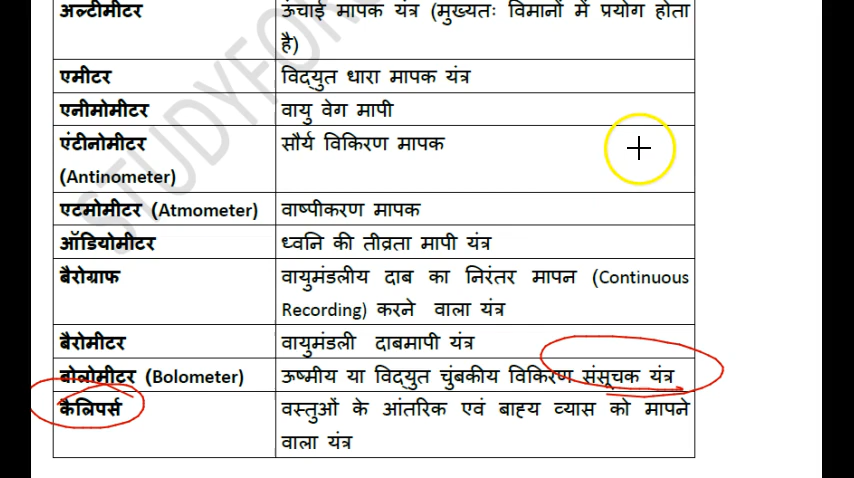 अल्टीमीटर ऊंचाई मापक यंत्र (मुख्यतः विमानों में प्रयोग होता
है)
एमीटर विद्युत धारा मापक यंत्र
एनीमोमीटर वायु वेग मापी
एंटीनोमीटर सौर्य विकिरण मापक
(Antinometer)
एटमोमीटर (Atmometer) वाष्पीकरण मापक
ऑडियोमीटर ध्वनि की तीव्रता मापी यंत्र
बैरोग्राफ वायुमंडलीय दाब का निरंतर मापन (Continuous
Recording) करने वाला यंत्र
बैरोमीटर वायुमंडली दाबमापी यंत्र
बोलोमीटर (Bolometer) ऊष्मीय या विद्युत चुंबकीय विकिरण संसूचक यंत्र
कैलिपर्स वस्तुओं के आंतरिक एवं बाह्य व्यास को मापने
वाला यंत्र
STUDYFOR